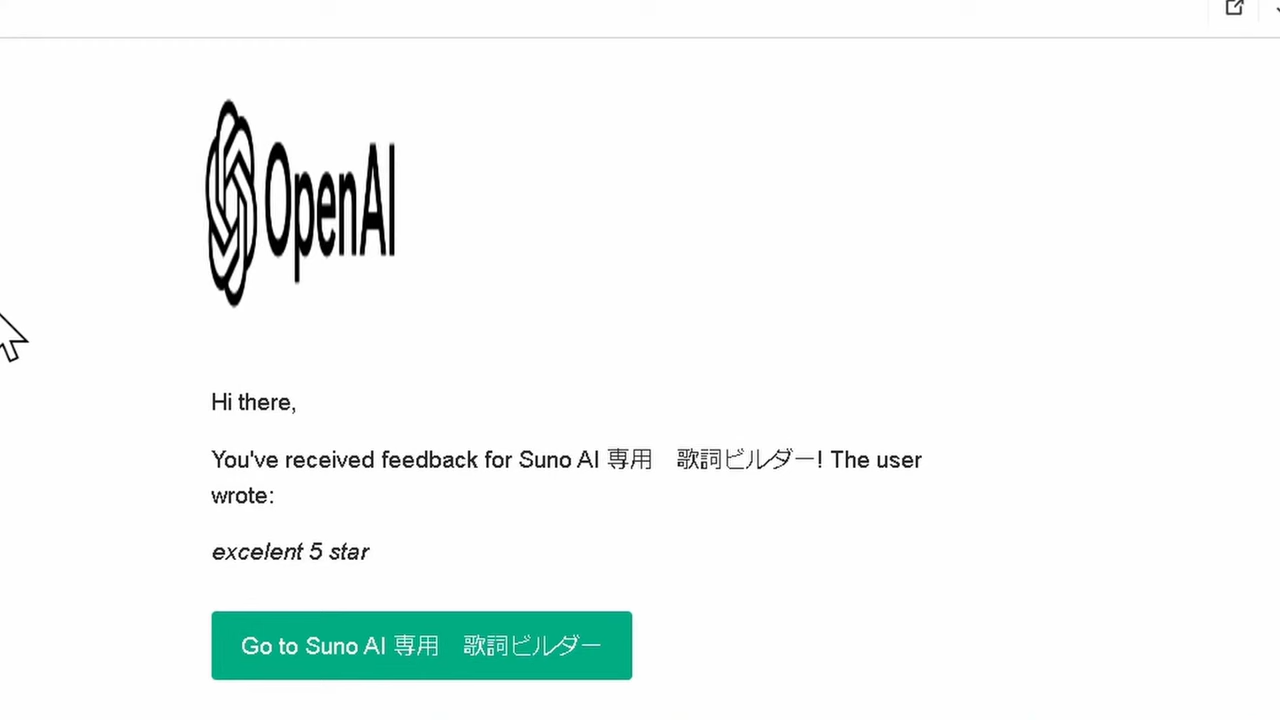 OpenAI
Hi there,
You've received feedback for Suno AI 専用　歌詞ビルダー! The user
wrote:
excelent 5 star
Go to Suno AI 専用　歌詞ビルダー